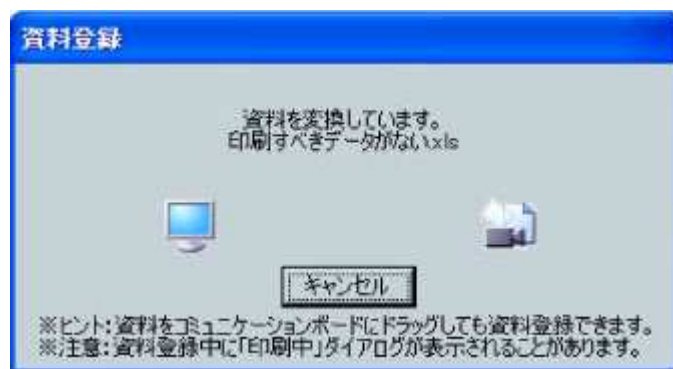 資料登録
資料を変換しています。
印刷すべきデータがない.xls
キャンセル
※ヒント：資料をコミュニケーションボードにドラッグしても資料登録できます。
※注意：資料登録中に「印刷中」ダイアログが表示されることがあります。